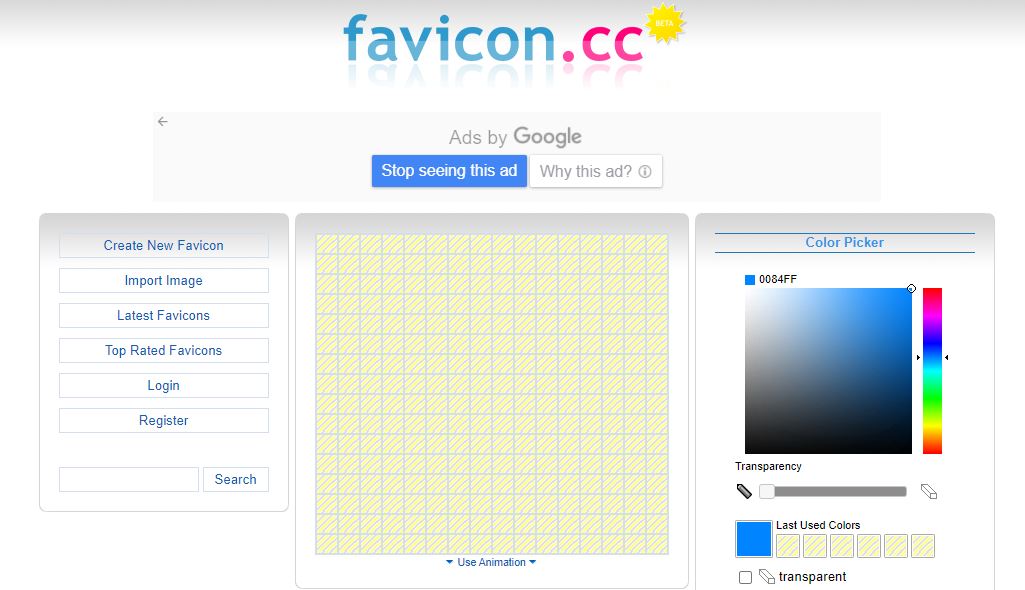 favicon.cc
BETA
Ads by Google
Stop seeing this ad
Why this ad?
Create New Favicon
Import Image
Latest Favicons
Top Rated Favicons
Login
Register
Search
Use Animation
Color Picker
0084FF
Transparency
Last Used Colors
transparent